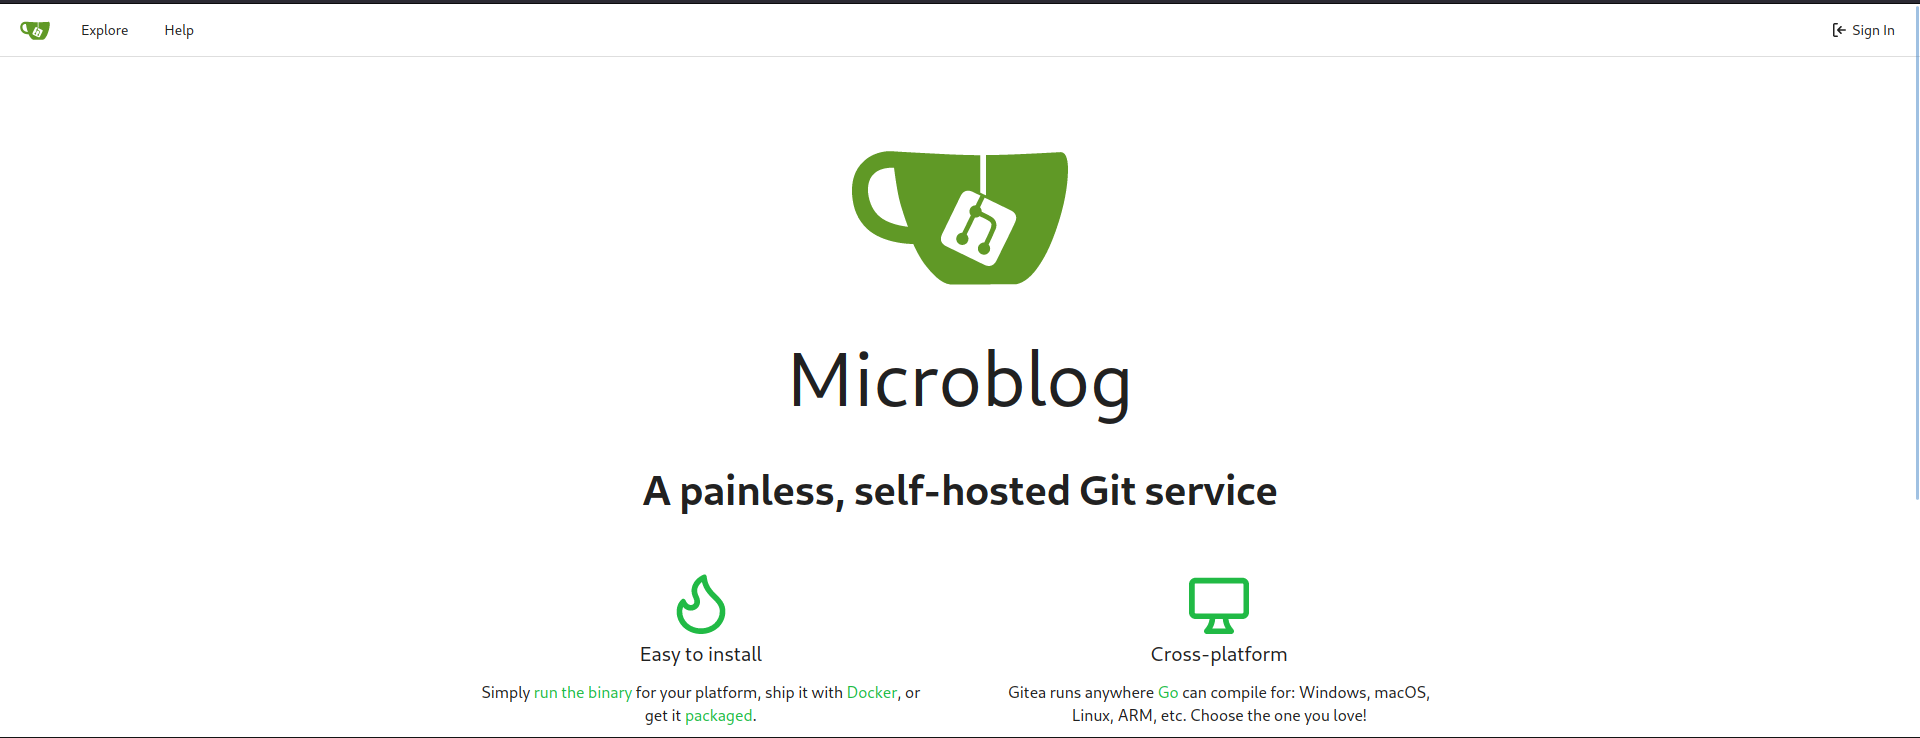 Explore Help Sign In
Microblog
A painless, self-hosted Git service
Easy to install
Simply run the binary for your platform, ship it with Docker, or
get it packaged.
Cross-platform
Gitea runs anywhere Go can compile for: Windows, macOS,
Linux, ARM, etc. Choose the one you love!